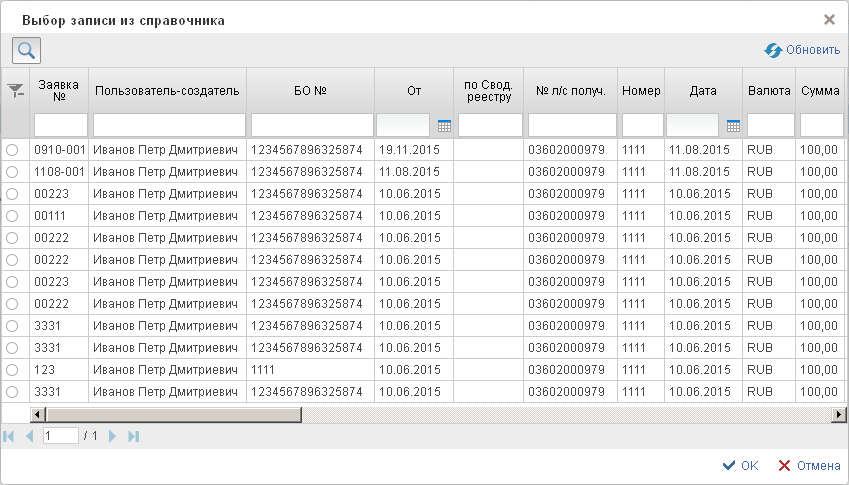 Выбор записи из справочника
Обновить
Заявка № Пользователь-создатель БО № От по Свод. реестру № л/с получ. Номер Дата Валюта Сумма
0910-001 Иванов Петр Дмитриевич 1234567896325874 19.11.2015 03602000979 1111 11.08.2015 RUB 100,00
1108-001 Иванов Петр Дмитриевич 1234567896325874 11.08.2015 03602000979 1111 11.08.2015 RUB 100,00
00223 Иванов Петр Дмитриевич 1234567896325874 10.06.2015 03602000979 1111 10.06.2015 RUB 100,00
00111 Иванов Петр Дмитриевич 1234567896325874 10.06.2015 03602000979 1111 10.06.2015 RUB 100,00
00222 Иванов Петр Дмитриевич 1234567896325874 10.06.2015 03602000979 1111 10.06.2015 RUB 100,00
00222 Иванов Петр Дмитриевич 1234567896325874 10.06.2015 03602000979 1111 10.06.2015 RUB 100,00
00223 Иванов Петр Дмитриевич 1234567896325874 10.06.2015 03602000979 1111 10.06.2015 RUB 100,00
00222 Иванов Петр Дмитриевич 1234567896325874 10.06.2015 03602000979 1111 10.06.2015 RUB 100,00
3331 Иванов Петр Дмитриевич 1234567896325874 10.06.2015 03602000979 1111 10.06.2015 RUB 100,00
3331 Иванов Петр Дмитриевич 1234567896325874 10.06.2015 03602000979 1111 10.06.2015 RUB 100,00
123 Иванов Петр Дмитриевич 1111 10.06.2015 03602000979 1111 10.06.2015 RUB 100,00
3331 Иванов Петр Дмитриевич 1234567896325874 10.06.2015 03602000979 1111 10.06.2015 RUB 100,00
1 / 1
OK Отмена